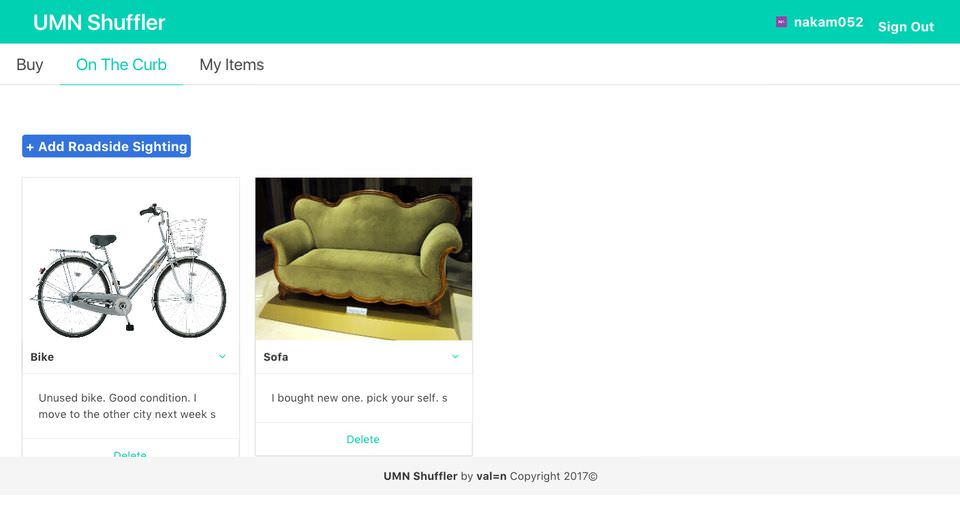 UMN Shuffler
nakam052
Sign Out
Buy
On The Curb
My Items
+ Add Roadside Sighting
Bike
Unused bike. Good condition. I
move to the other city next week s
Delete
Sofa
I bought new one. pick your self. s
Delete
UMN Shuffler by val=n Copyright 2017©